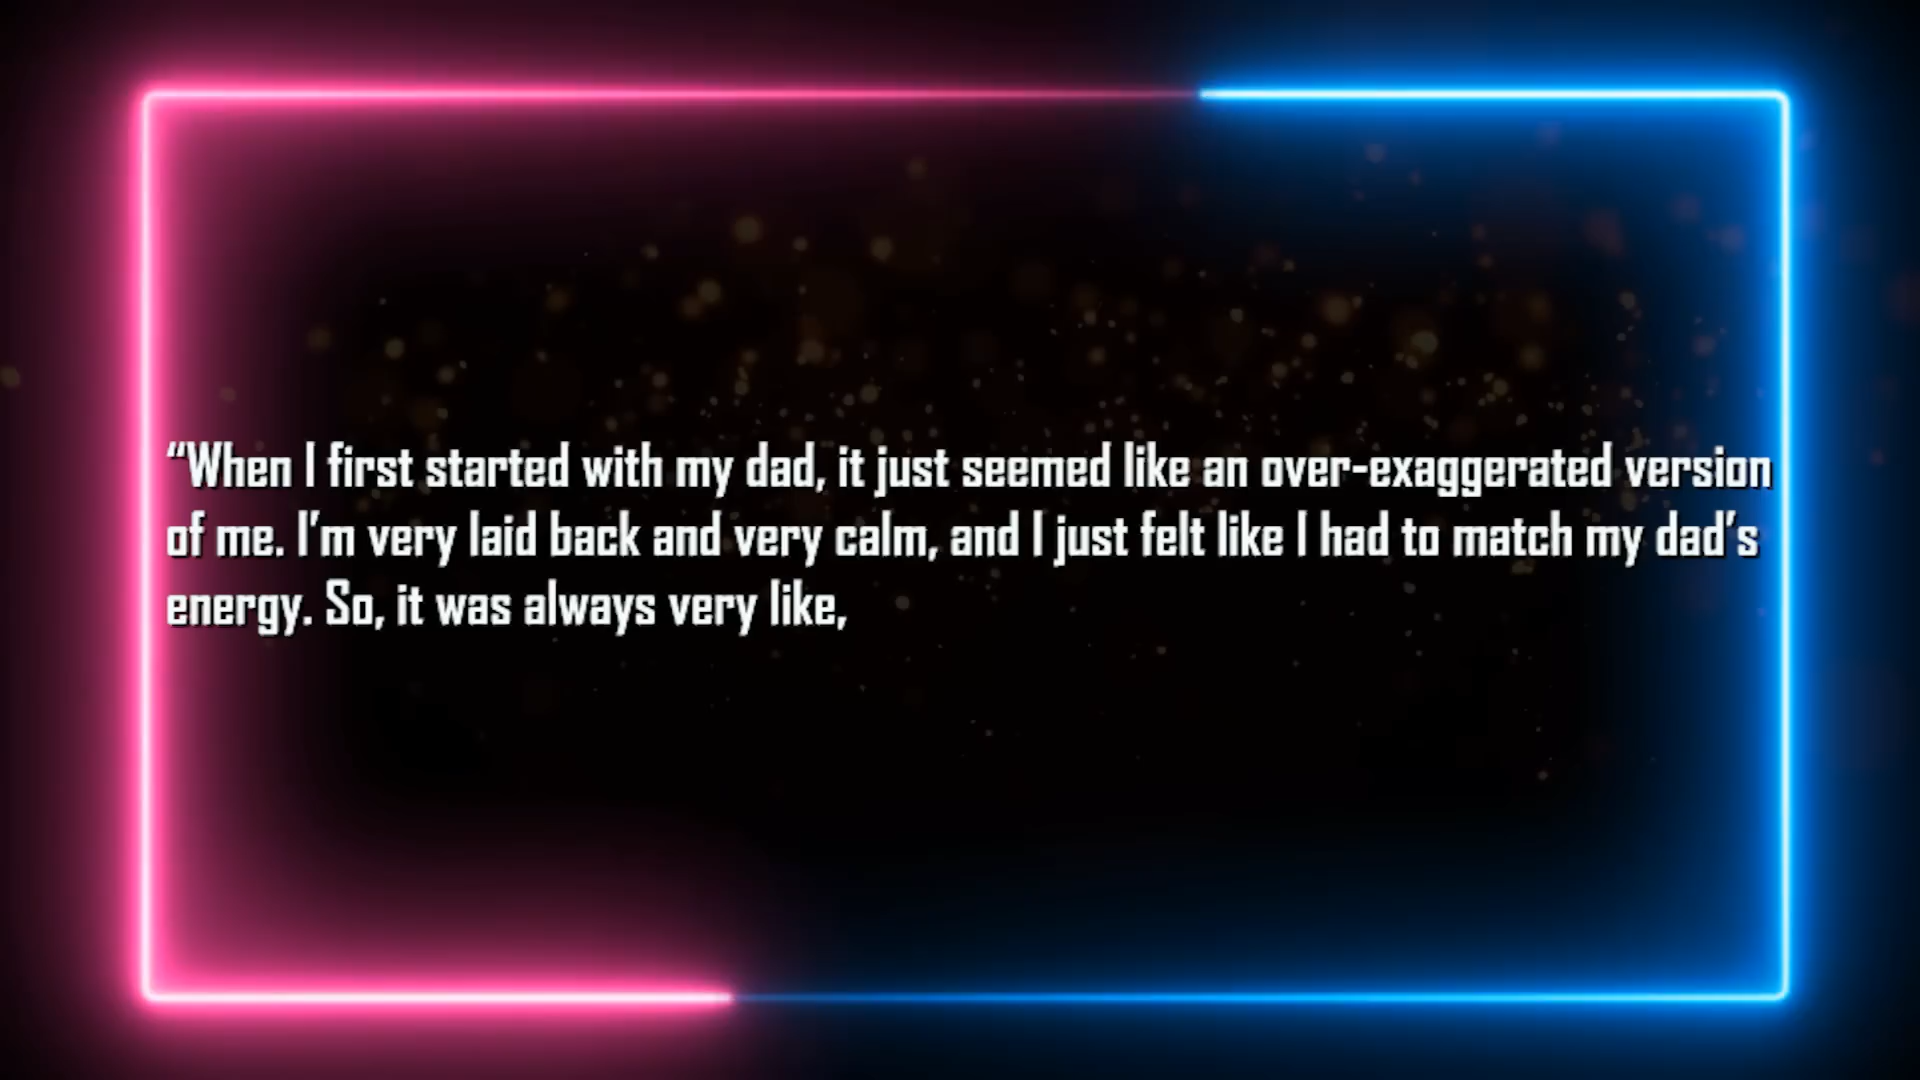 “When I first started with my dad, it just seemed like an over-exaggerated version
of me. I’m very laid back and very calm, and I just felt like I had to match my dad’s
energy. So, it was always very like,